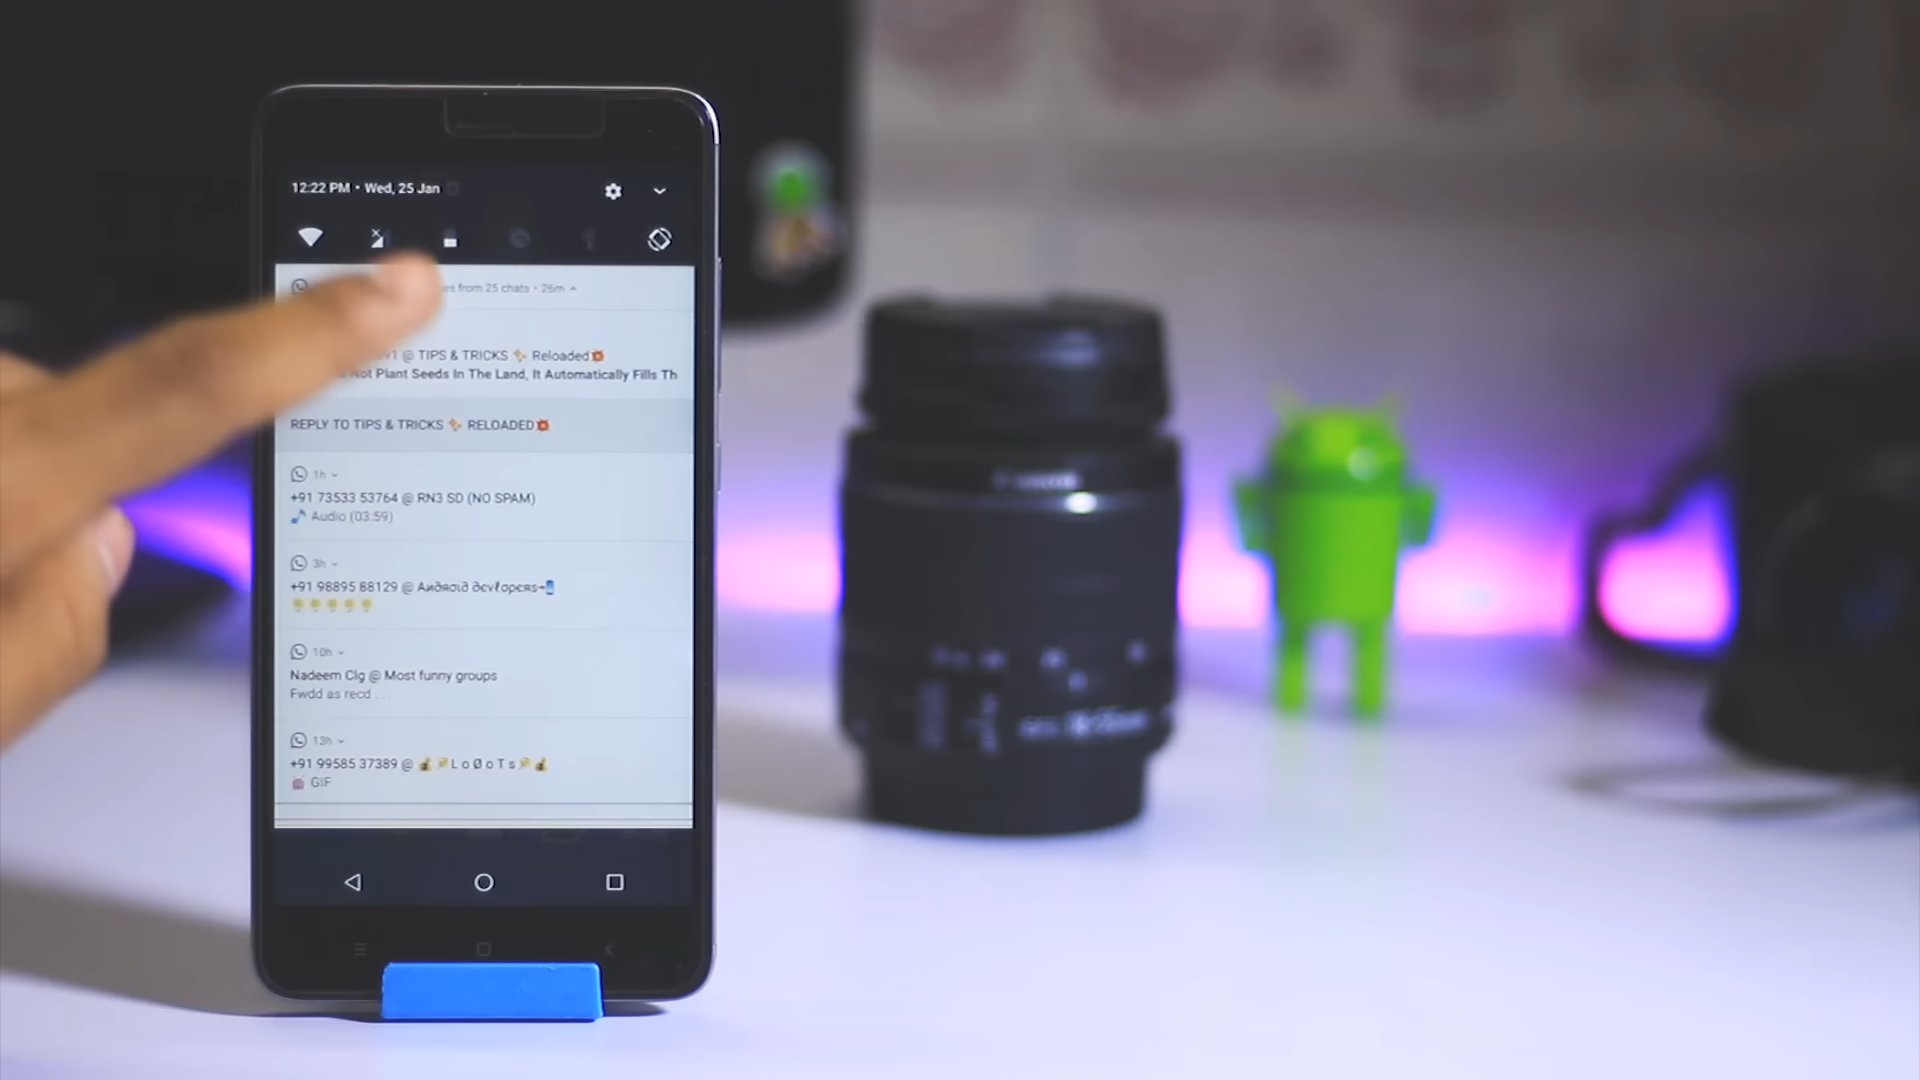 12:22 PM • Wed, 25 Jan
from 25 chats • 26m
@ TIPS & TRICKS ✨ Reloaded💥
Not Plant Seeds In The Land, It Automatically Fills Th
REPLY TO TIPS & TRICKS ✨ RELOADED💥
1h
+91 73533 53764 @ RN3 SD (NO SPAM)
🎵 Audio (03:59)
3h
+91 98895 88129 @ Aи∂яσι∂ ∂єνℓσρєяѕ📲
💡💡💡💡💡
10h
Nadeem Clg @ Most funny groups
Fwdd as recd . . .
13h
+91 99585 37389 @ 💰🔑L o Ø o T s🔑💰
👾 GIF